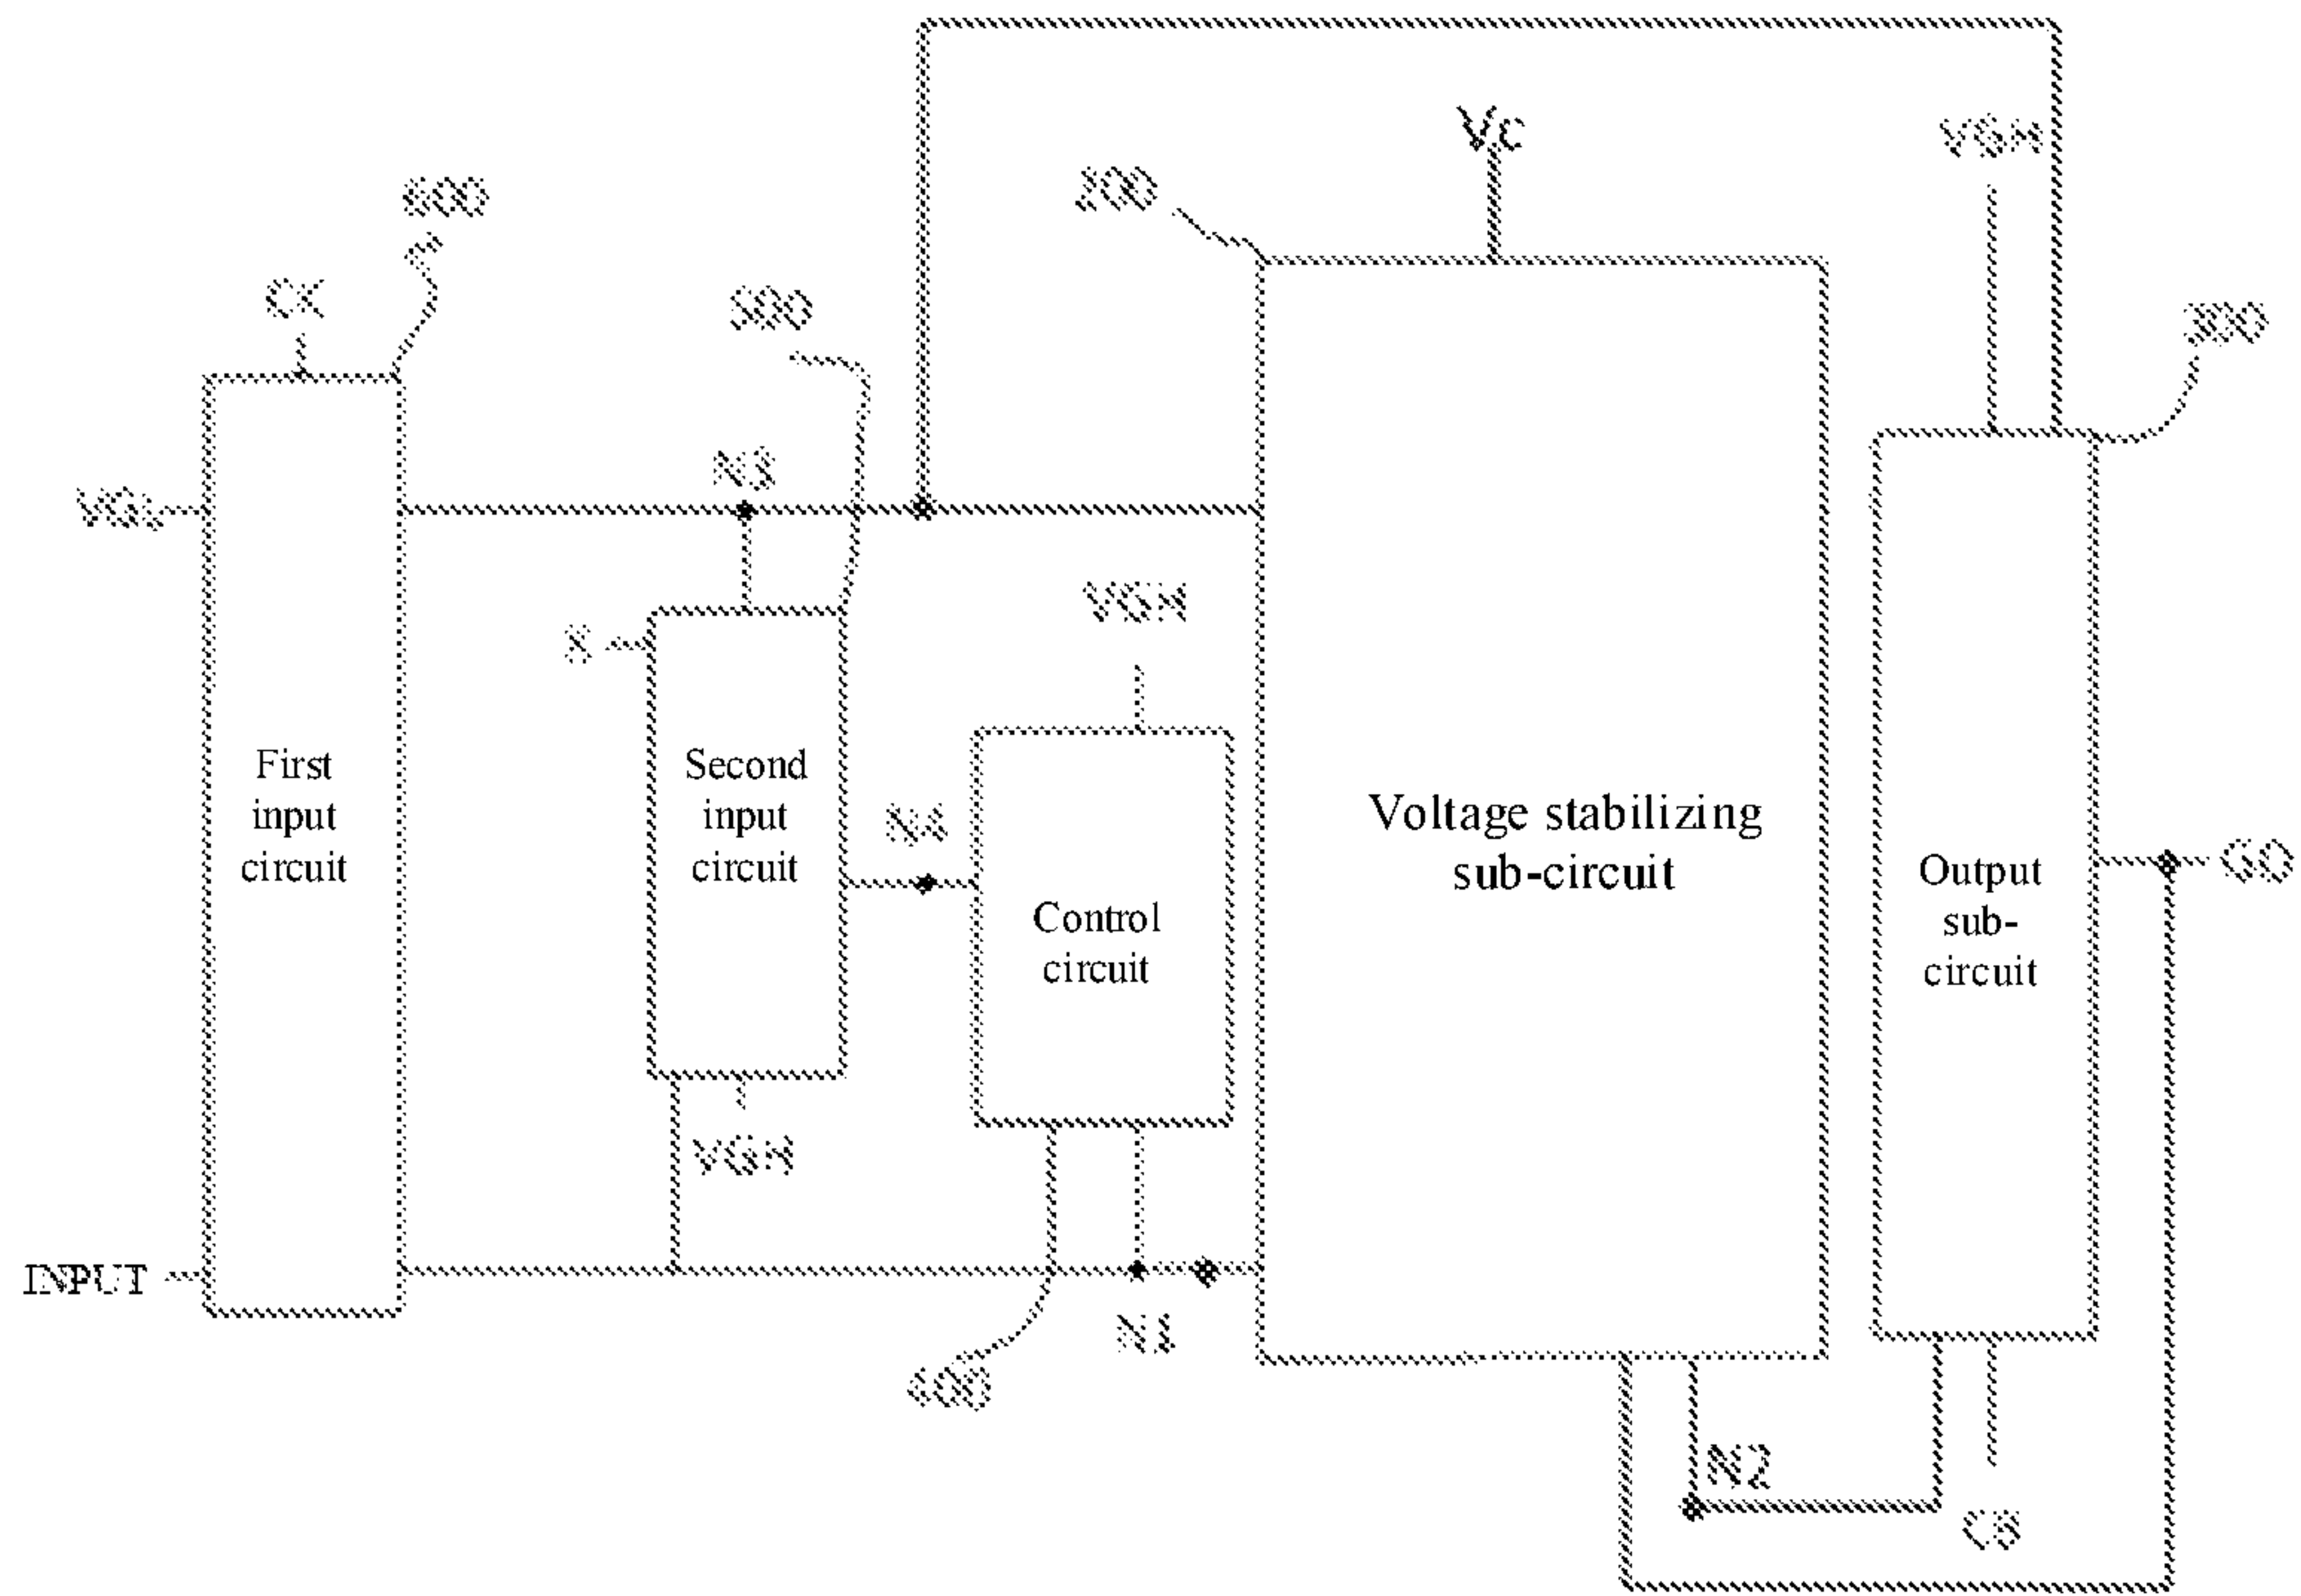 Vc
VGH
600
CK
500
300
N3
VGL
VGH
First
input
circuit
Second
input
circuit
N4
Control
circuit
Voltage stabilizing
sub-circuit
Output
sub-
circuit
GO
VGH
INPUT
N1
400
N2
CB